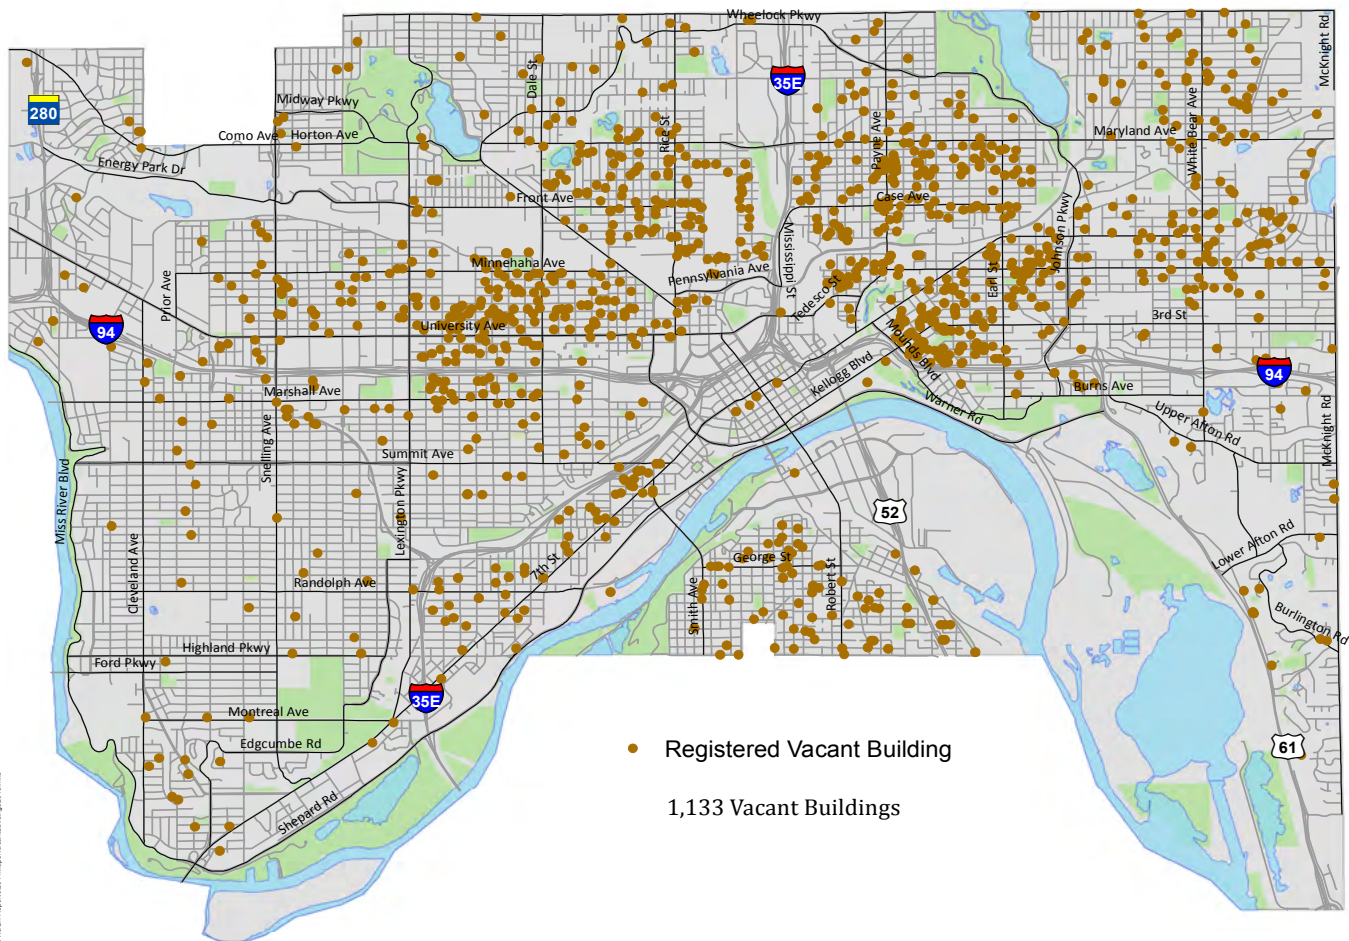 Wheelock Pkwy
McKnight Rd
35E
Dale St
280
Midway Pkwy
Como Ave
Horton Ave
Rice St
Payne Ave
White Bear Ave
Maryland Ave
Energy Park Dr
Front Ave
Case Ave
Johnson Pkwy
Mississippi St
Minnehaha Ave
Pennsylvania Ave
Earl St
Prior Ave
Tedesco St
94
University Ave
3rd St
Mounds Blvd
Kellogg Blvd
94
Marshall Ave
Burns Ave
Warner Rd
Upper Afton Rd
McKnight Rd
Snelling Ave
Summit Ave
Miss River Blvd
Lexington Pkwy
52
Cleveland Ave
7th St
George St
Lower Afton Rd
Randolph Ave
Smith Ave
Robert St
Burlington Rd
Highland Pkwy
Ford Pkwy
35E
Montreal Ave
Edgcumbe Rd
61
Registered Vacant Building
Shepard Rd
1,133 Vacant Buildings